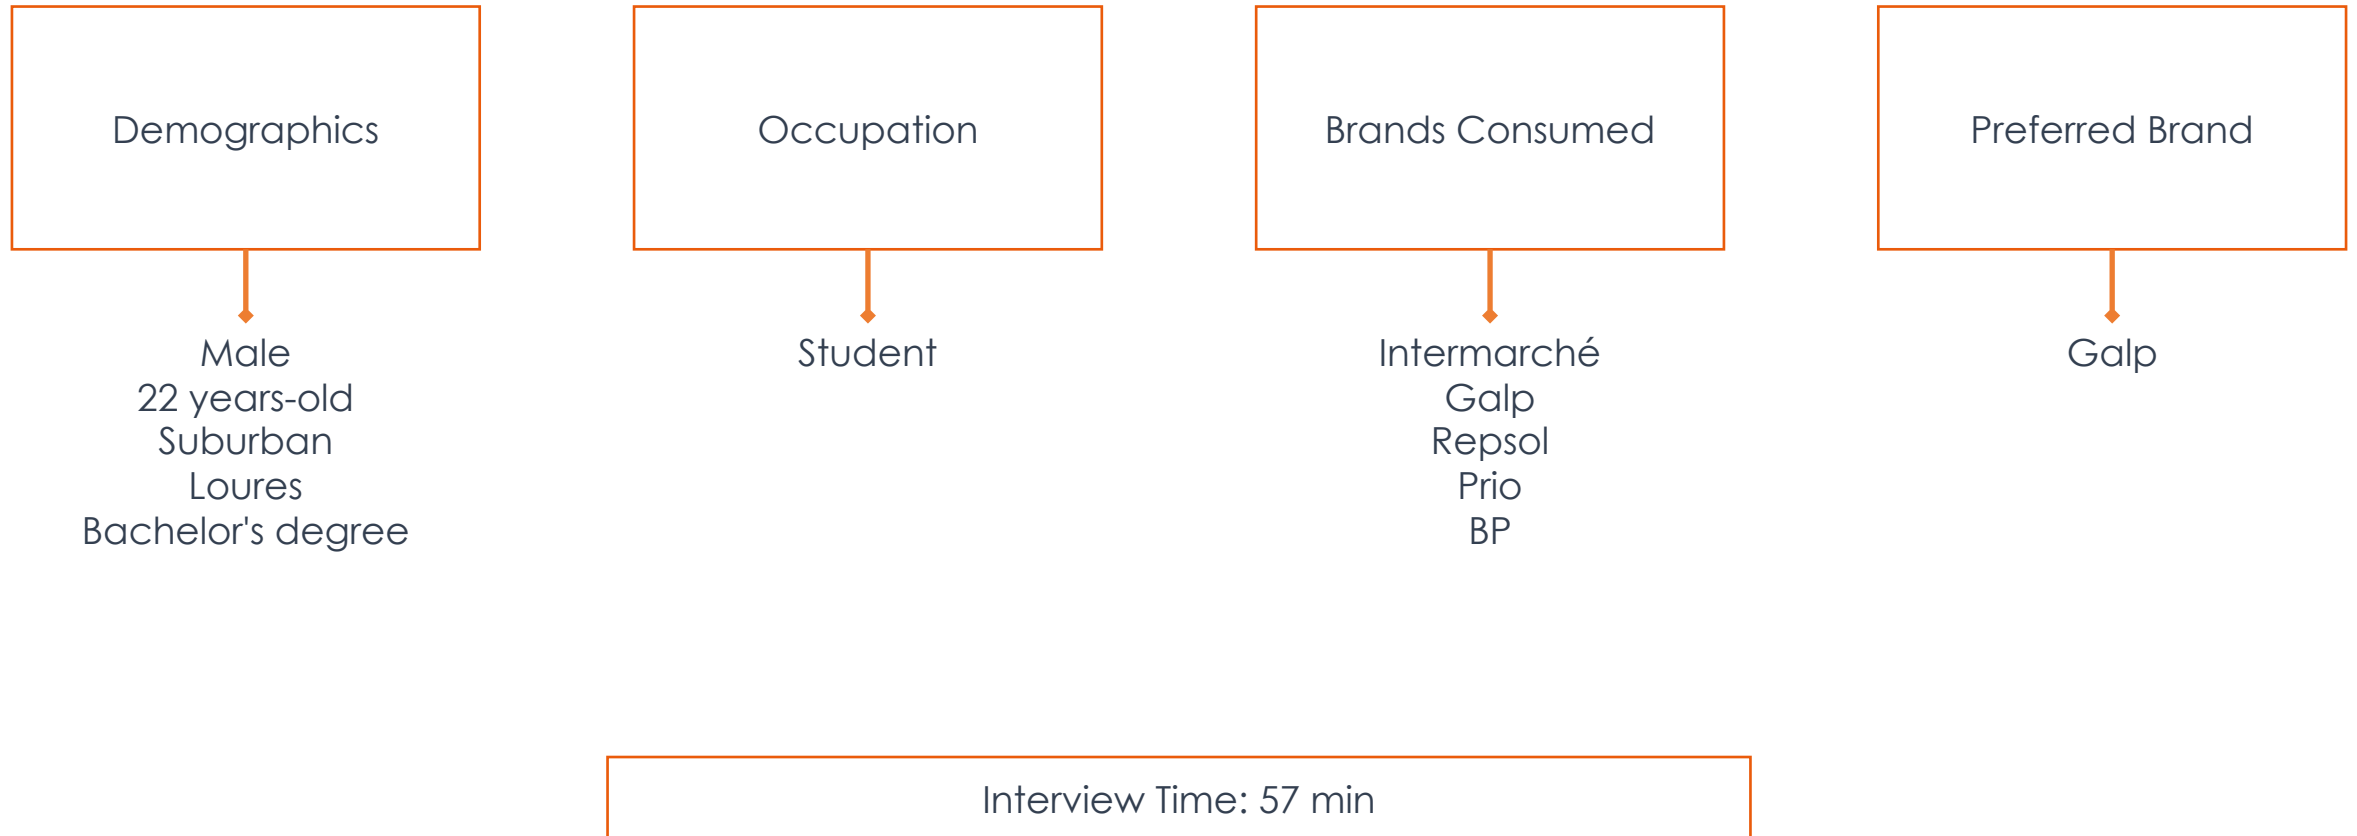 Demographics
Male
22 years-old
Suburban
Loures
Bachelor's degree
Occupation
Student
Brands Consumed
Intermarché
Galp
Repsol
Prio
BP
Preferred Brand
Galp
Interview Time: 57 min